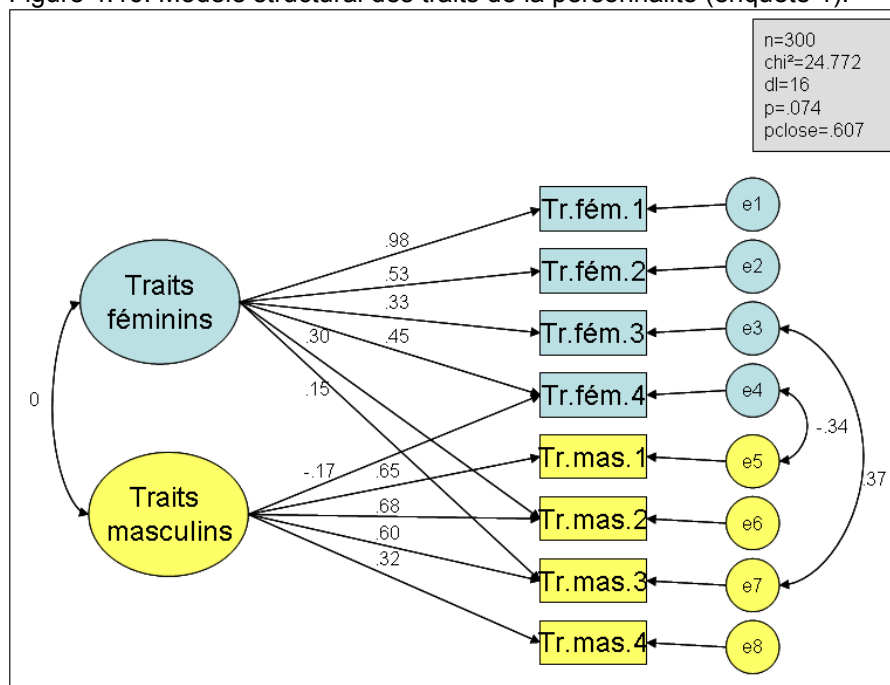 Figure 4.10. Modèle structural des traits de la personnalité (enquête 1).
n=300
chi²=24.772
dl=16
p=.074
pclose=.607
Tr.fém.1
e1
.98
Tr.fém.2
e2
Traits
féminins
.53
.33
Tr.fém.3
e3
.30
.45
Tr.fém.4
e4
.15
0
-.34
Tr.mas.1
e5
-.17
.65
.37
Traits
masculins
.68
Tr.mas.2
e6
.60
.32
Tr.mas.3
e7
Tr.mas.4
e8